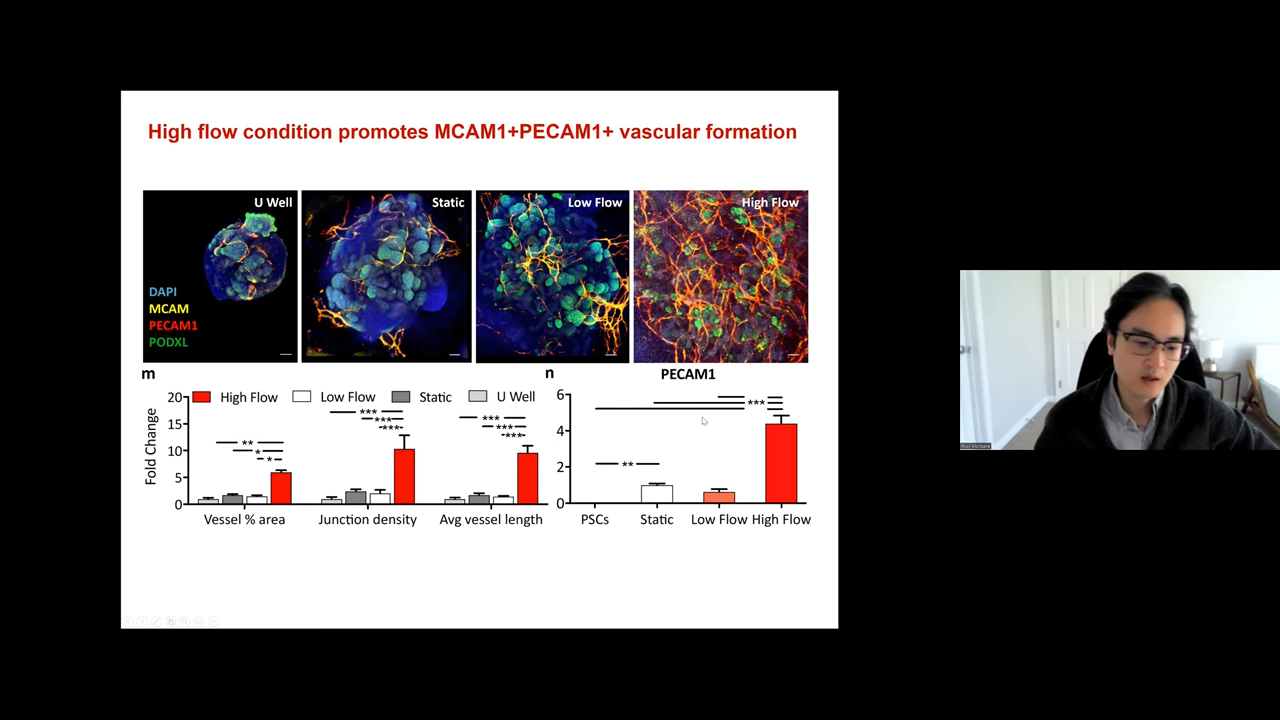 High flow condition promotes MCAM1+PECAM1+ vascular formation
U Well
Static
Low Flow
High Flow
DAPI
MCAM
PECAM1
PODXL
m
High Flow
Low Flow
Static
U Well
Fold Change
20
15
10
5
0
***
***
***
***
***
***
**
*
*
Vessel % area
Junction density
Avg vessel length
n
PECAM1
6
4
2
0
***
**
PSCs
Static
Low Flow
High Flow